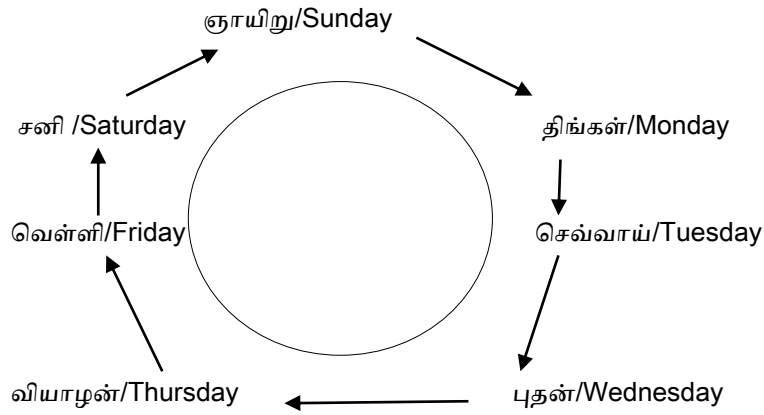 ஞாயிறு/Sunday
சனி /Saturday
திங்கள்/Monday
வெள்ளி/Friday
செவ்வாய்/Tuesday
வியாழன்/Thursday
புதன்/Wednesday